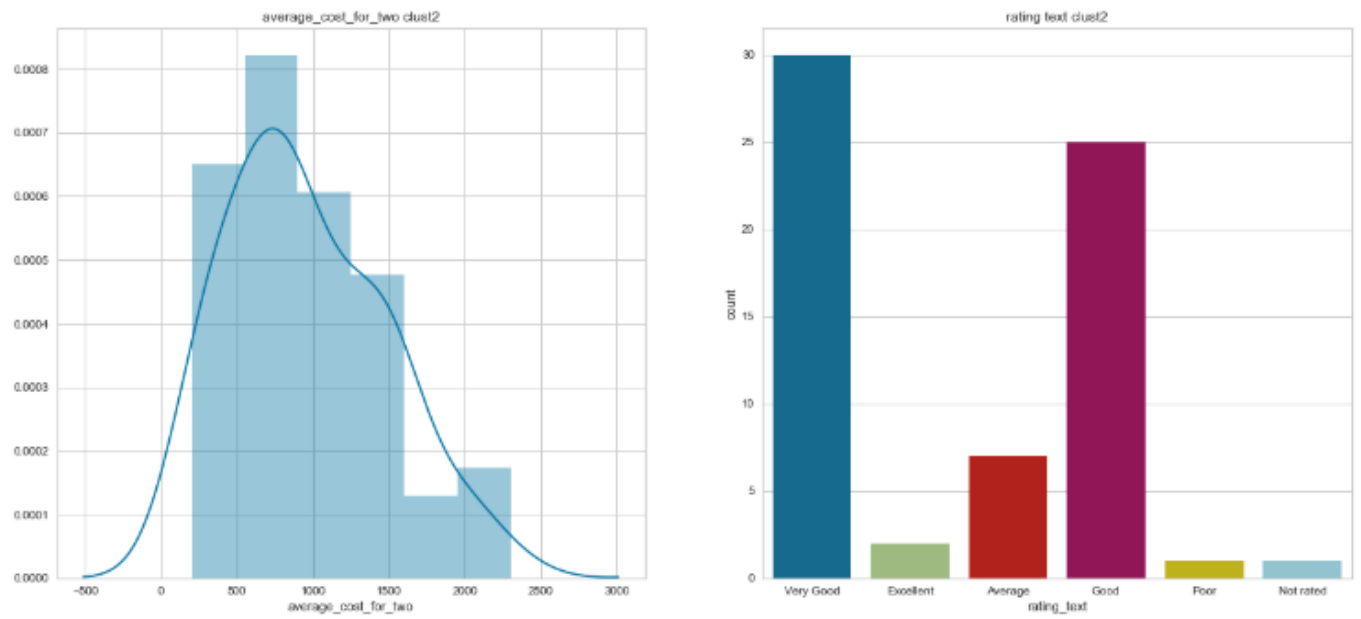 average_cost_for_two clust2
0.0008
0.0007
0.0006
0.0005
0.0004
0.0003
0.0002
0.0001
0.0000
-500 0 500 1000 1500 2000 2500 3000
average_cost_for_two
rating text clust2
30
25
20
15
10
5
0
count
Very Good Excellent Average Good Poor Not rated
rating_text